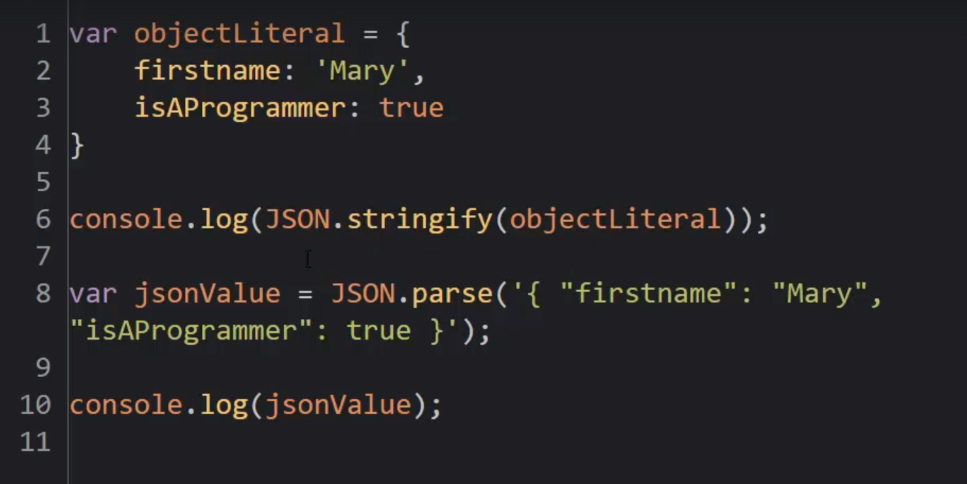 1 var objectLiteral = {
2     firstname: 'Mary',
3     isAProgrammer: true
4 }
5
6 console.log(JSON.stringify(objectLiteral));
7
8 var jsonValue = JSON.parse('{ "firstname": "Mary",
"isAProgrammer": true }');
9
10 console.log(jsonValue);
11